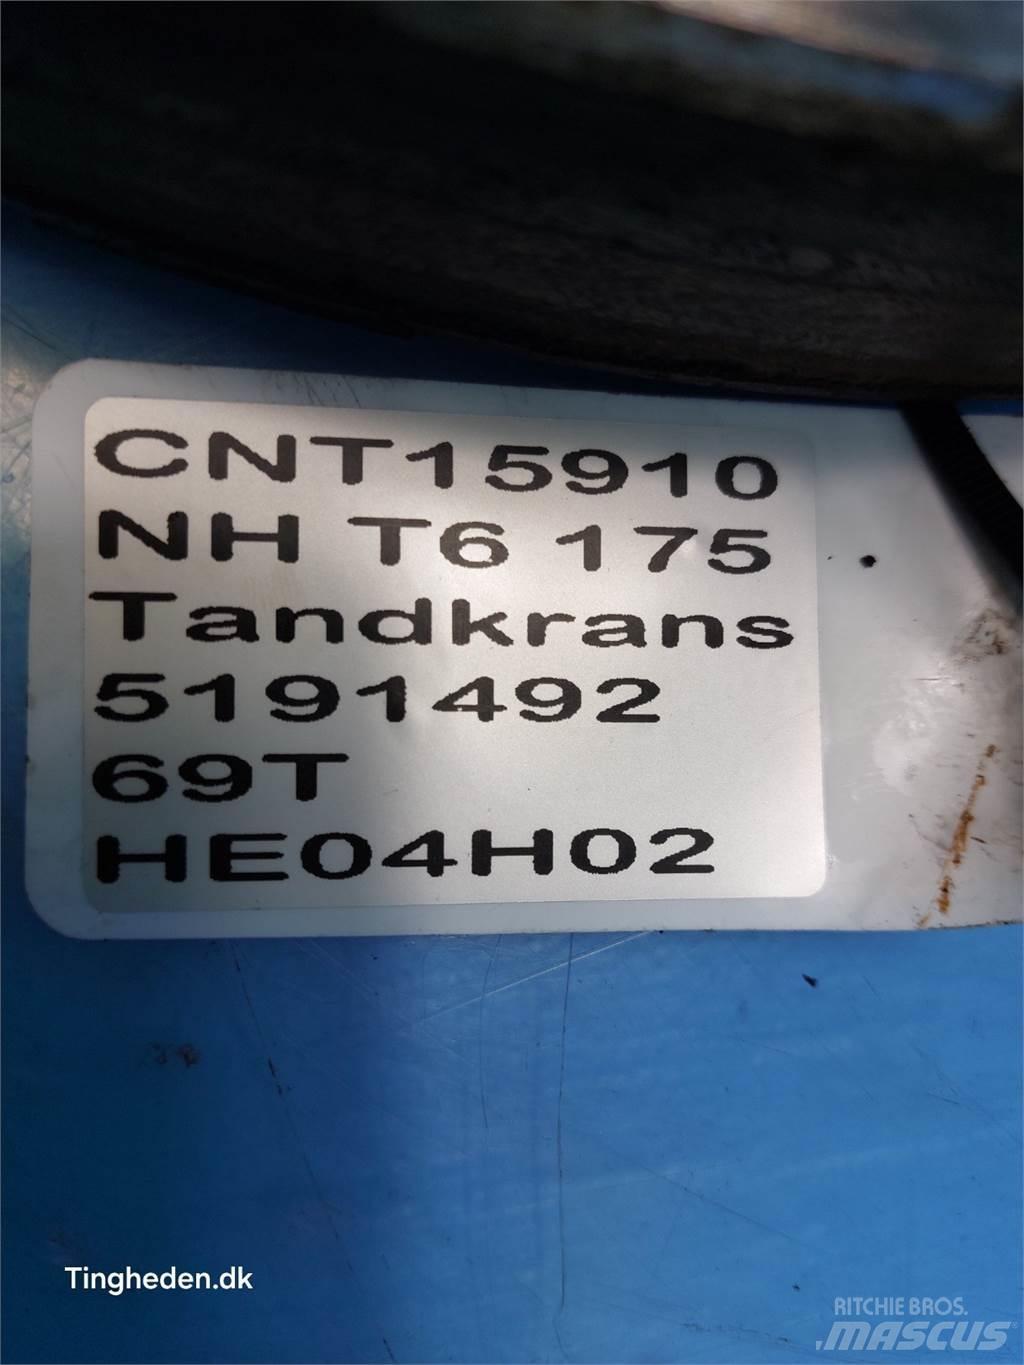 CNT15910
NH T6 175
Tandkrans
5191492
69T
HE04H02
Tingheden.dk
RITCHIE BROS.
MASCUS